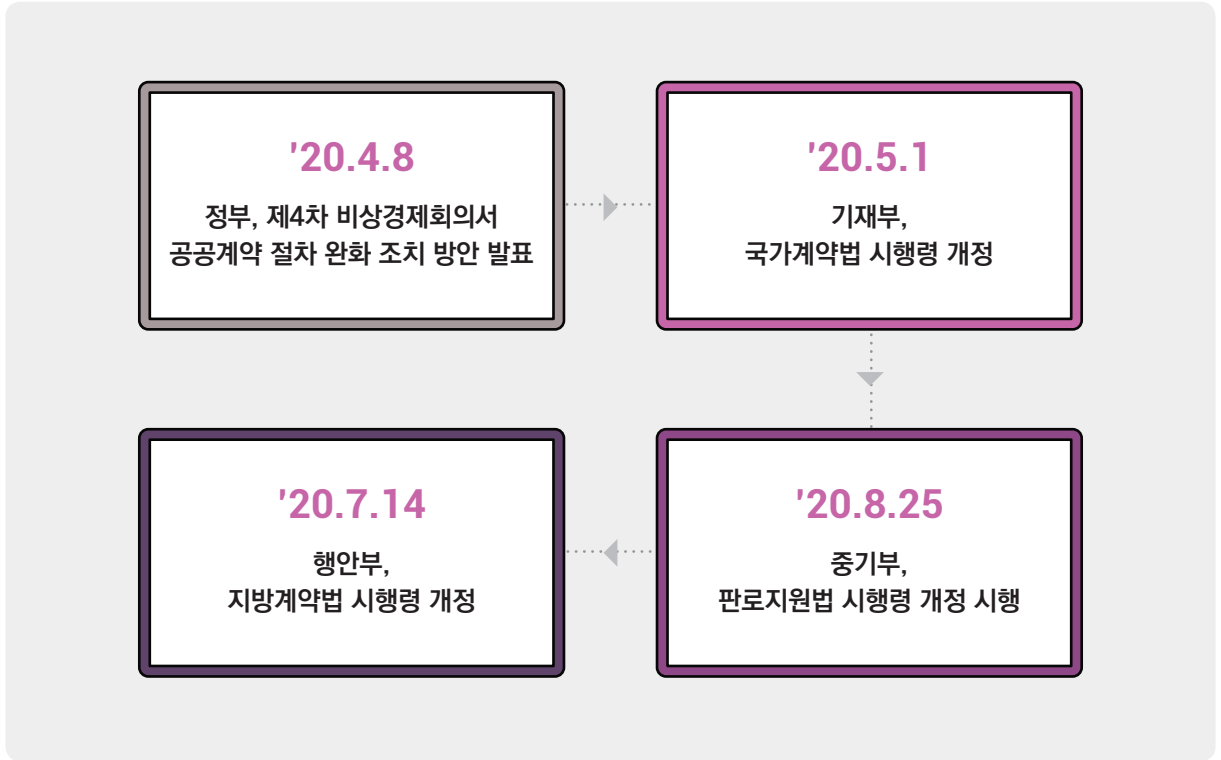 '20.4.8
정부, 제4차 비상경제회의서
공공계약 절차 완화 조치 방안 발표
'20.5.1
기재부,
국가계약법 시행령 개정
'20.8.25
중기부,
판로지원법 시행령 개정 시행
'20.7.14
행안부,
지방계약법 시행령 개정